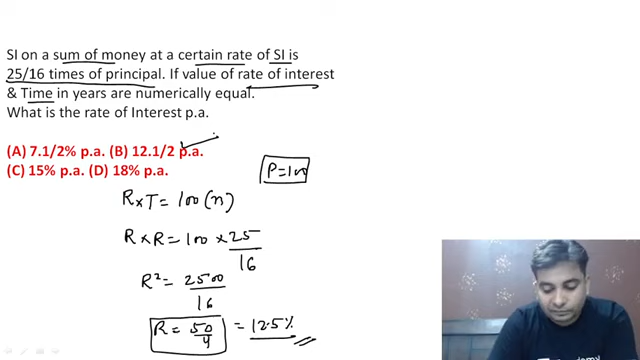 SI on a sum of money at a certain rate of SI is
25/16 times of principal. If value of rate of interest
& Time in years are numerically equal.
What is the rate of Interest p.a.
(A) 7.1/2% p.a. (B) 12.1/2 p.a.
(C) 15% p.a. (D) 18% p.a.
P=100
R×T = 100 (n)
R×R = 100 × 25/16
R² = 2500/16
R = 50/4 = 12.5%